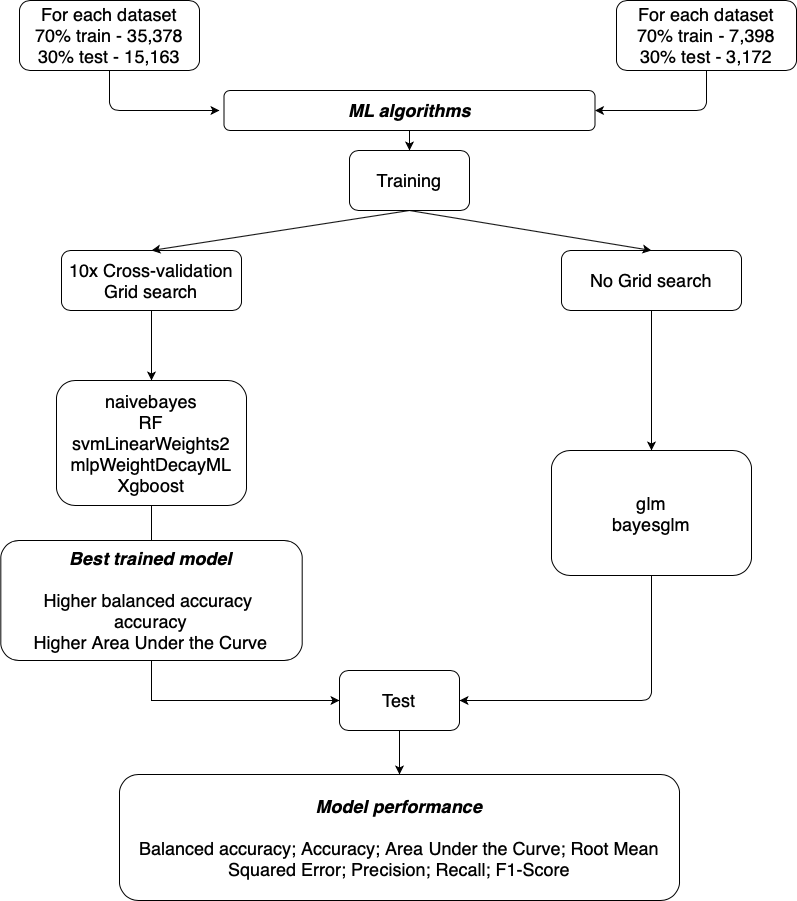 For each dataset
70% train - 35,378
30% test - 15,163
For each dataset
70% train - 7,398
30% test - 3,172
ML algorithms
Training
10x Cross-validation
Grid search
No Grid search
naivebayes
RF
svmLinearWeights2
mlpWeightDecayML
Xgboost
glm
bayesglm
Best trained model
Higher balanced accuracy
accuracy
Higher Area Under the Curve
Test
Model performance
Balanced accuracy; Accuracy; Area Under the Curve; Root Mean
Squared Error; Precision; Recall; F1-Score